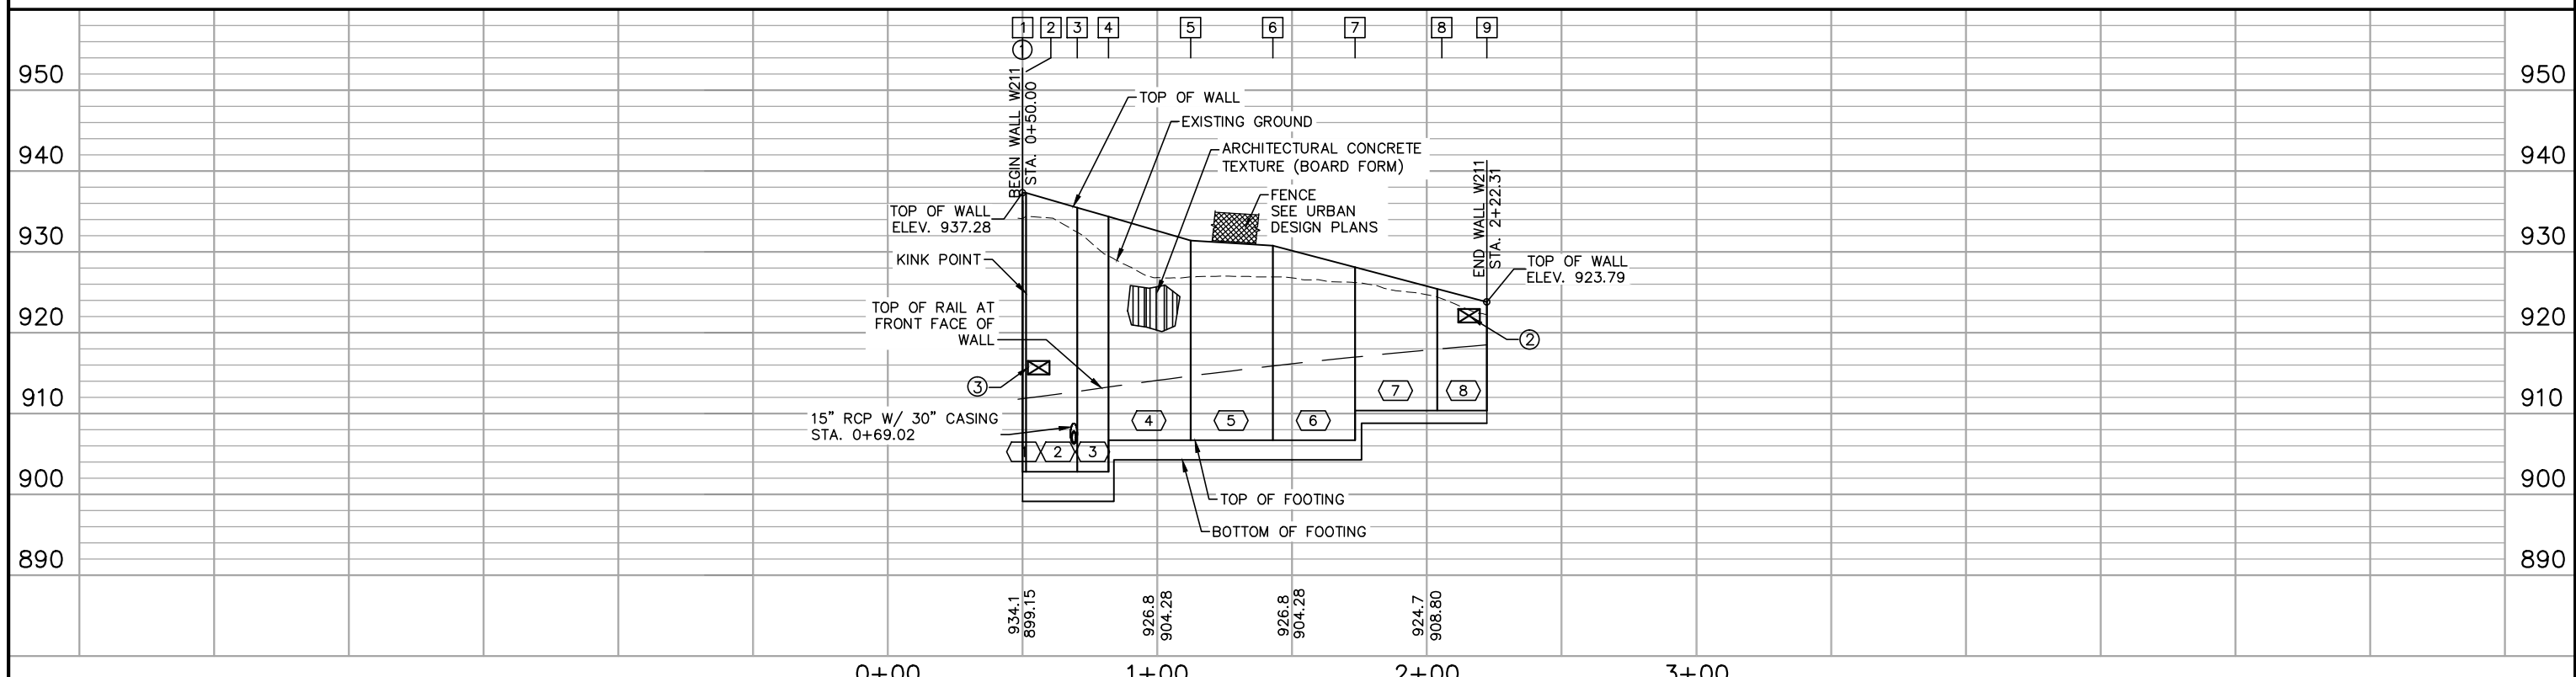 1 2 3 4 5 6 7 8 9
1
950 950
BEGIN WALL W211
STA. 0+50.00
TOP OF WALL
EXISTING GROUND
940 940
ARCHITECTURAL CONCRETE
TEXTURE (BOARD FORM)
END WALL W211
STA. 2+22.31
FENCE
SEE URBAN
DESIGN PLANS
TOP OF WALL
ELEV. 937.28
930 930
KINK POINT
TOP OF WALL
ELEV. 923.79
TOP OF RAIL AT
FRONT FACE OF
WALL
920 920
2
3
7 8
910 910
15" RCP W/ 30" CASING
STA. 0+69.02
4 5 6
1 2 3
900 900
TOP OF FOOTING
BOTTOM OF FOOTING
890 890
934.1
899.15
926.8
904.28
926.8
904.28
924.7
908.80
0+00 1+00 2+00 3+00